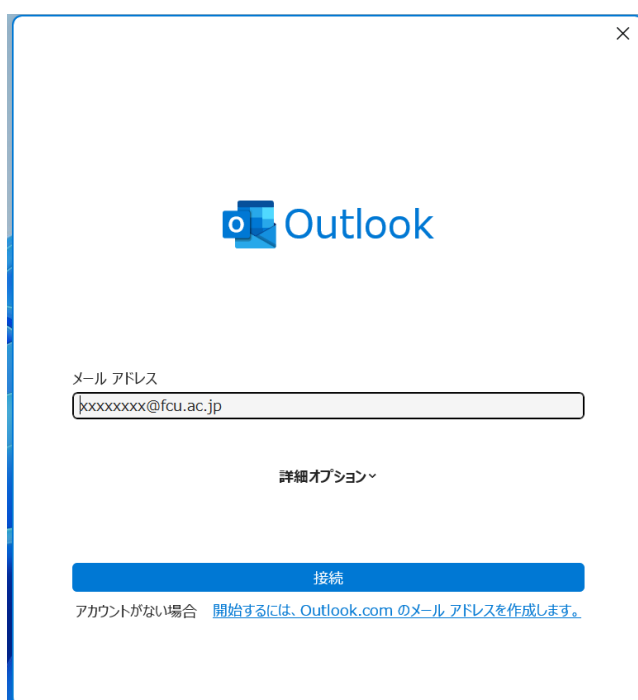 Outlook
メール アドレス
xxxxxxxx@fcu.ac.jp
詳細オプション
接続
アカウントがない場合 開始するには、Outlook.com のメール アドレスを作成します。